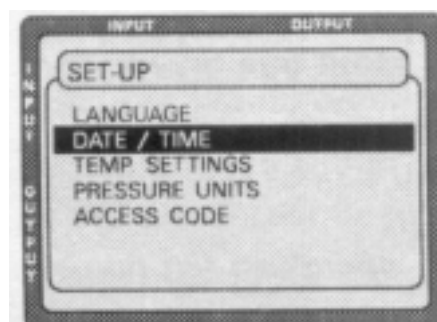 INPUT OUTPUT
INPUT
OUTPUT
SET-UP
LANGUAGE
DATE / TIME
TEMP SETTINGS
PRESSURE UNITS
ACCESS CODE